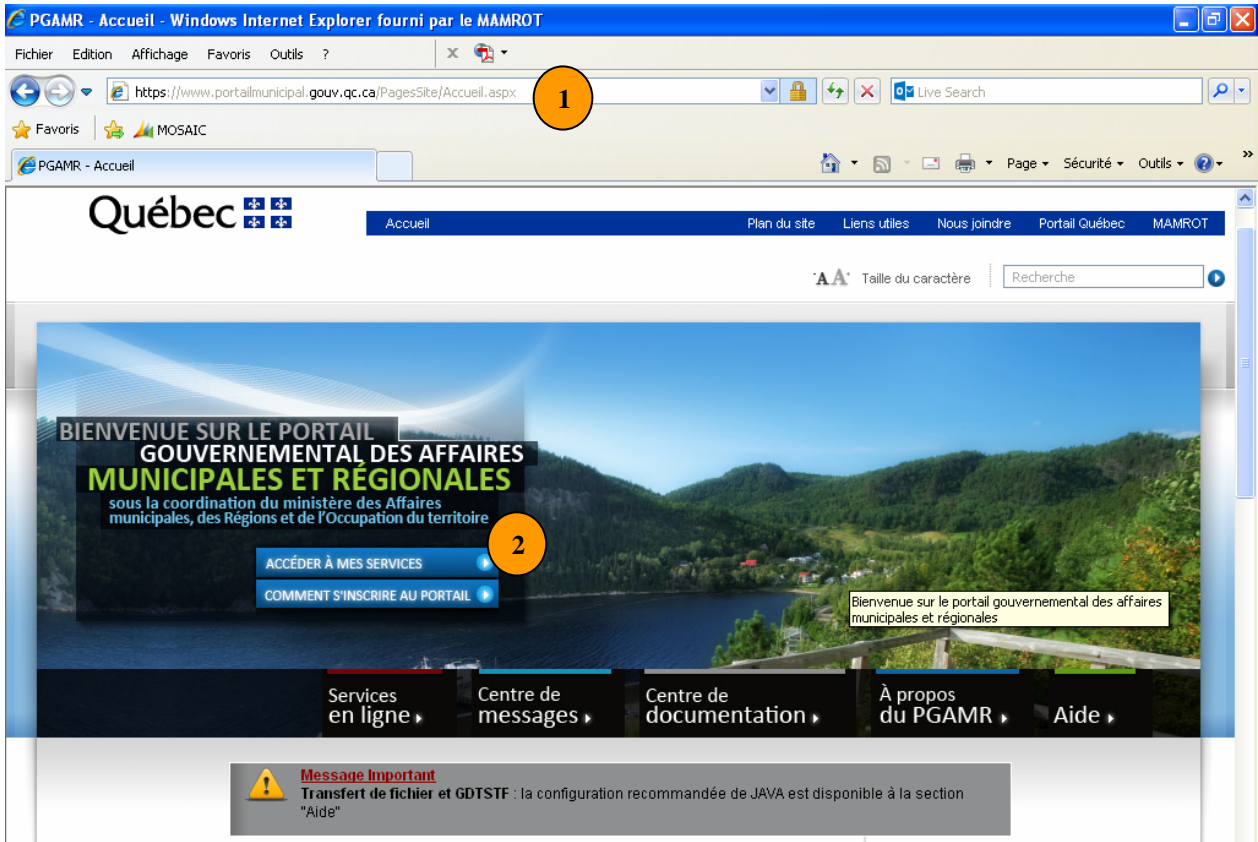 PGAMR - Accueil - Windows Internet Explorer fourni par le MAMROT
Fichier Edition Affichage Favoris Outils ?
https://www.portailmunicipal.gouv.qc.ca/PagesSite/Accueil.aspx
1
Live Search
Favoris MOSAIC
PGAMR - Accueil
Page Sécurité Outils »
Québec
Accueil Plan du site Liens utiles Nous joindre Portail Québec MAMROT
-A A+ Taille du caractère Recherche
BIENVENUE SUR LE PORTAIL
GOUVERNEMENTAL DES AFFAIRES
MUNICIPALES ET RÉGIONALES
sous la coordination du ministère des Affaires
municipales, des Régions et de l'Occupation du territoire
2
ACCÉDER À MES SERVICES
COMMENT S'INSCRIRE AU PORTAIL
Bienvenue sur le portail gouvernemental des affaires
municipales et régionales
Services
en ligne
Centre de
messages
Centre de
documentation
À propos
du PGAMR
Aide
Message Important
Transfert de fichier et GDTSTF : la configuration recommandée de JAVA est disponible à la section
"Aide"